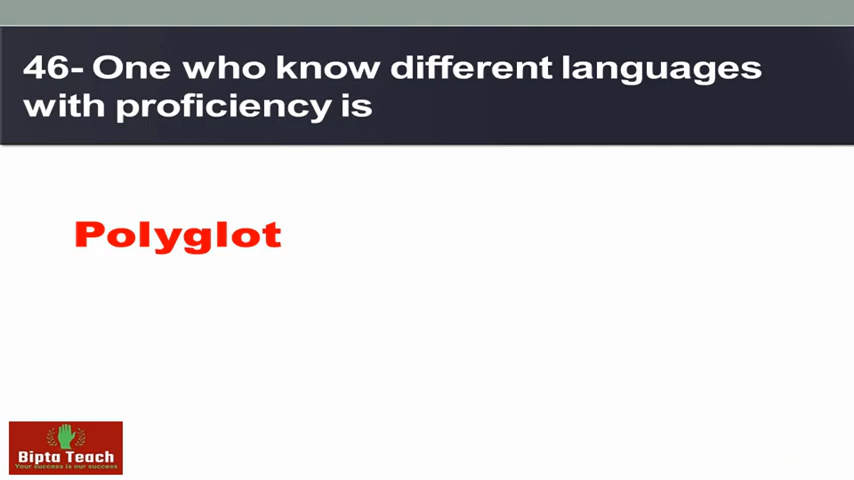 46- One who know different languages
with proficiency is
Polyglot
Bipta Teach
Your success is our success